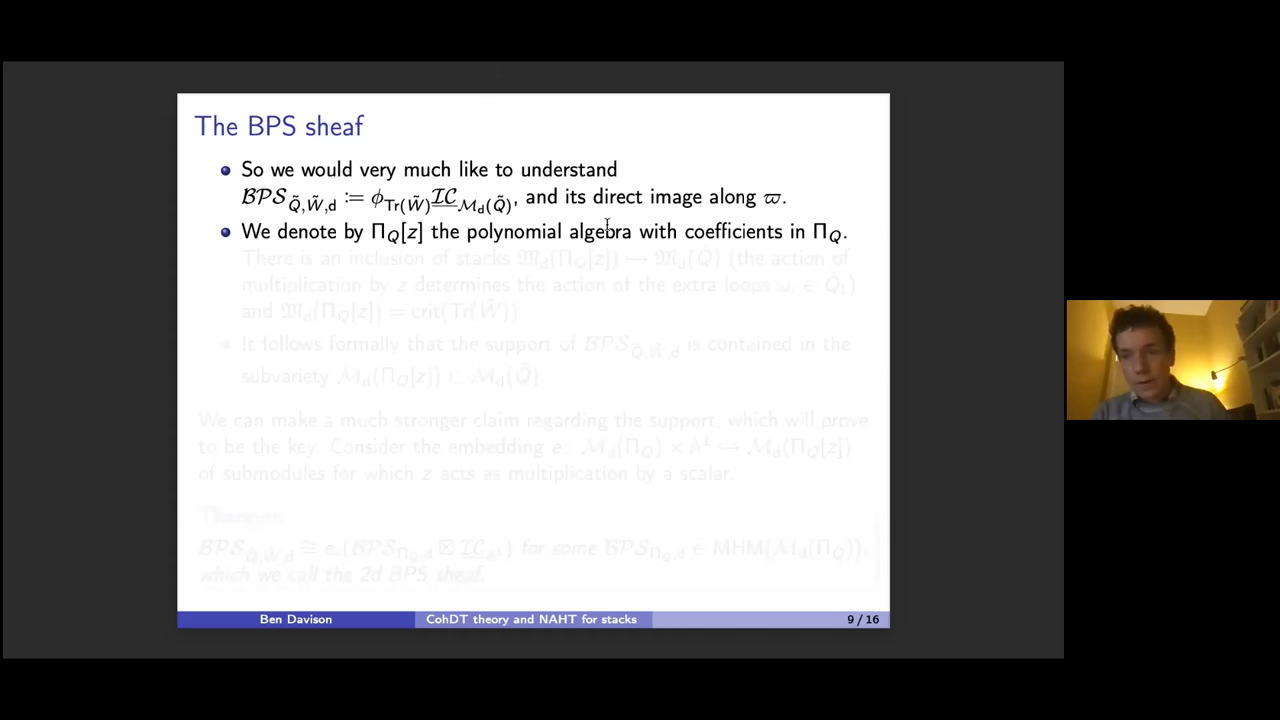 The BPS sheaf
So we would very much like to understand
𝓑𝓟𝓢_{Q̃,W̃,d} := ϕ_{Tr(W̃)}𝓘𝓒_{𝓜_d(Q̃)}, and its direct image along ϖ.
We denote by Π_Q[z] the polynomial algebra with coefficients in Π_Q.
There is an inclusion of stacks 𝔐_d(Π_Q[z]) ↪ 𝔐_d(Q̃) (the action of
multiplication by z determines the action of the extra loops ω_i ∈ Q̃_1)
and 𝔐_d(Π_Q[z]) = crit(Tr(W̃))
It follows formally that the support of 𝓑𝓟𝓢_{Q̃,W̃,d} is contained in the
subvariety 𝓜_d(Π_Q[z]) ⊂ 𝓜_d(Q̃).
We can make a much stronger claim regarding the support, which will prove
to be the key. Consider the embedding e: 𝓜_d(Π_Q) × 𝔸^1 ↪ 𝓜_d(Π_Q[z])
of submodules for which z acts as multiplication by a scalar.
Theorem
𝓑𝓟𝓢_{Q̃,W̃,d} ≅ e_*(𝓑𝓟𝓢_{Π_Q,d} ⊠ 𝓘𝓒_{𝔸^1}) for some 𝓑𝓟𝓢_{Π_Q,d} ∈ MHM(𝓜_d(Π_Q)),
which we call the 2d BPS sheaf.
Ben Davison CohDT theory and NAHT for stacks 9 / 16